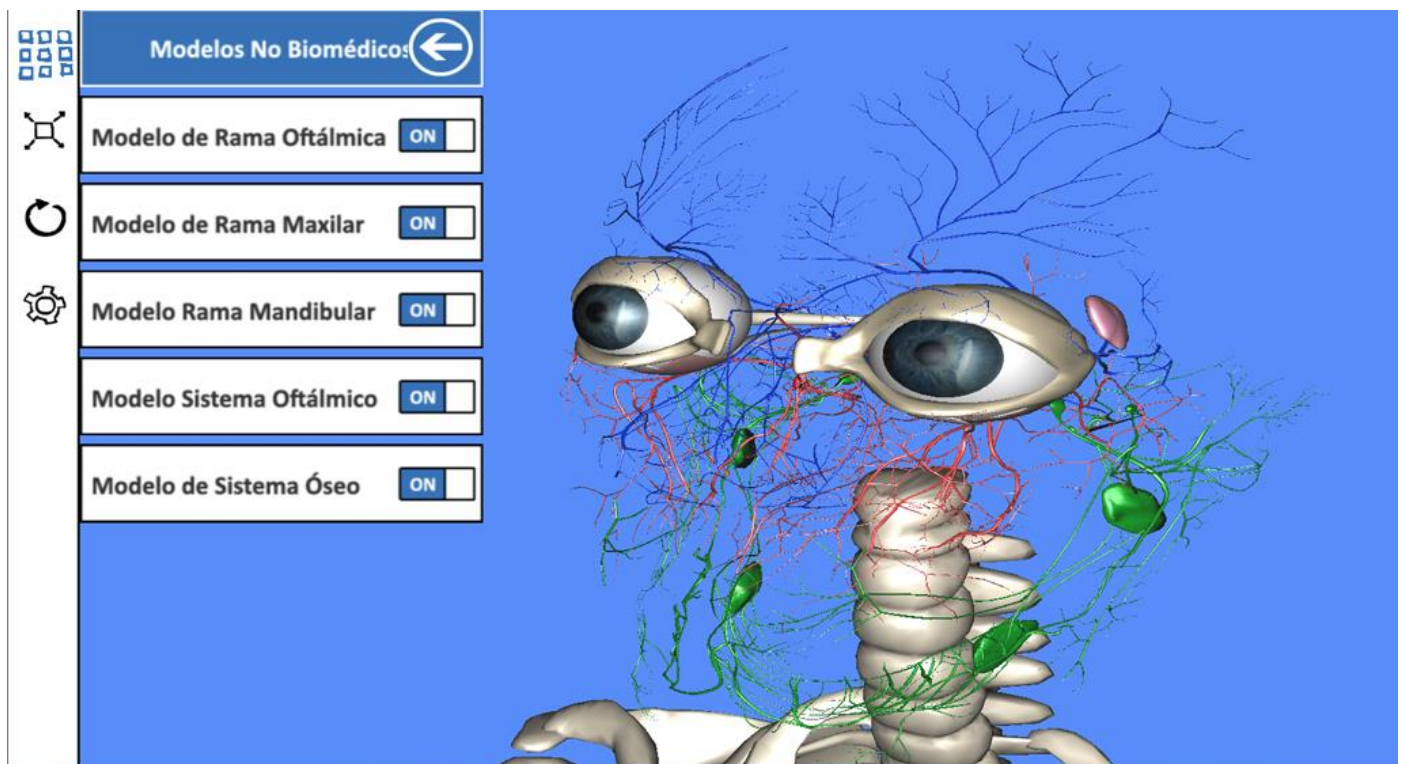 Modelos No Biomédicos
Modelo de Rama Oftálmica ON
Modelo de Rama Maxilar ON
Modelo Rama Mandibular ON
Modelo Sistema Oftálmico ON
Modelo de Sistema Óseo ON